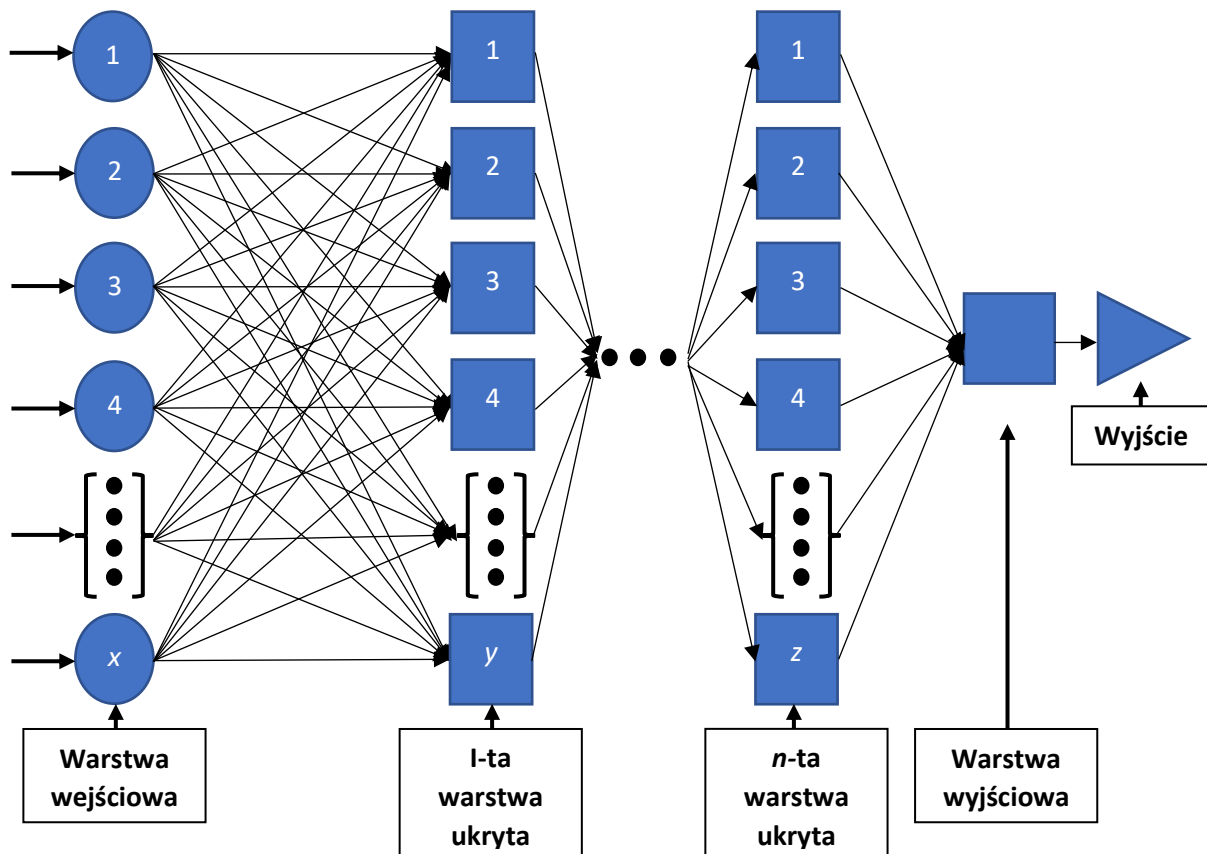 1 1 1
2 2 2
3 3 3
4 4 4
x y z
Wyjście
Warstwa
wejściowa
I-ta
warstwa
ukryta
n-ta
warstwa
ukryta
Warstwa
wyjściowa